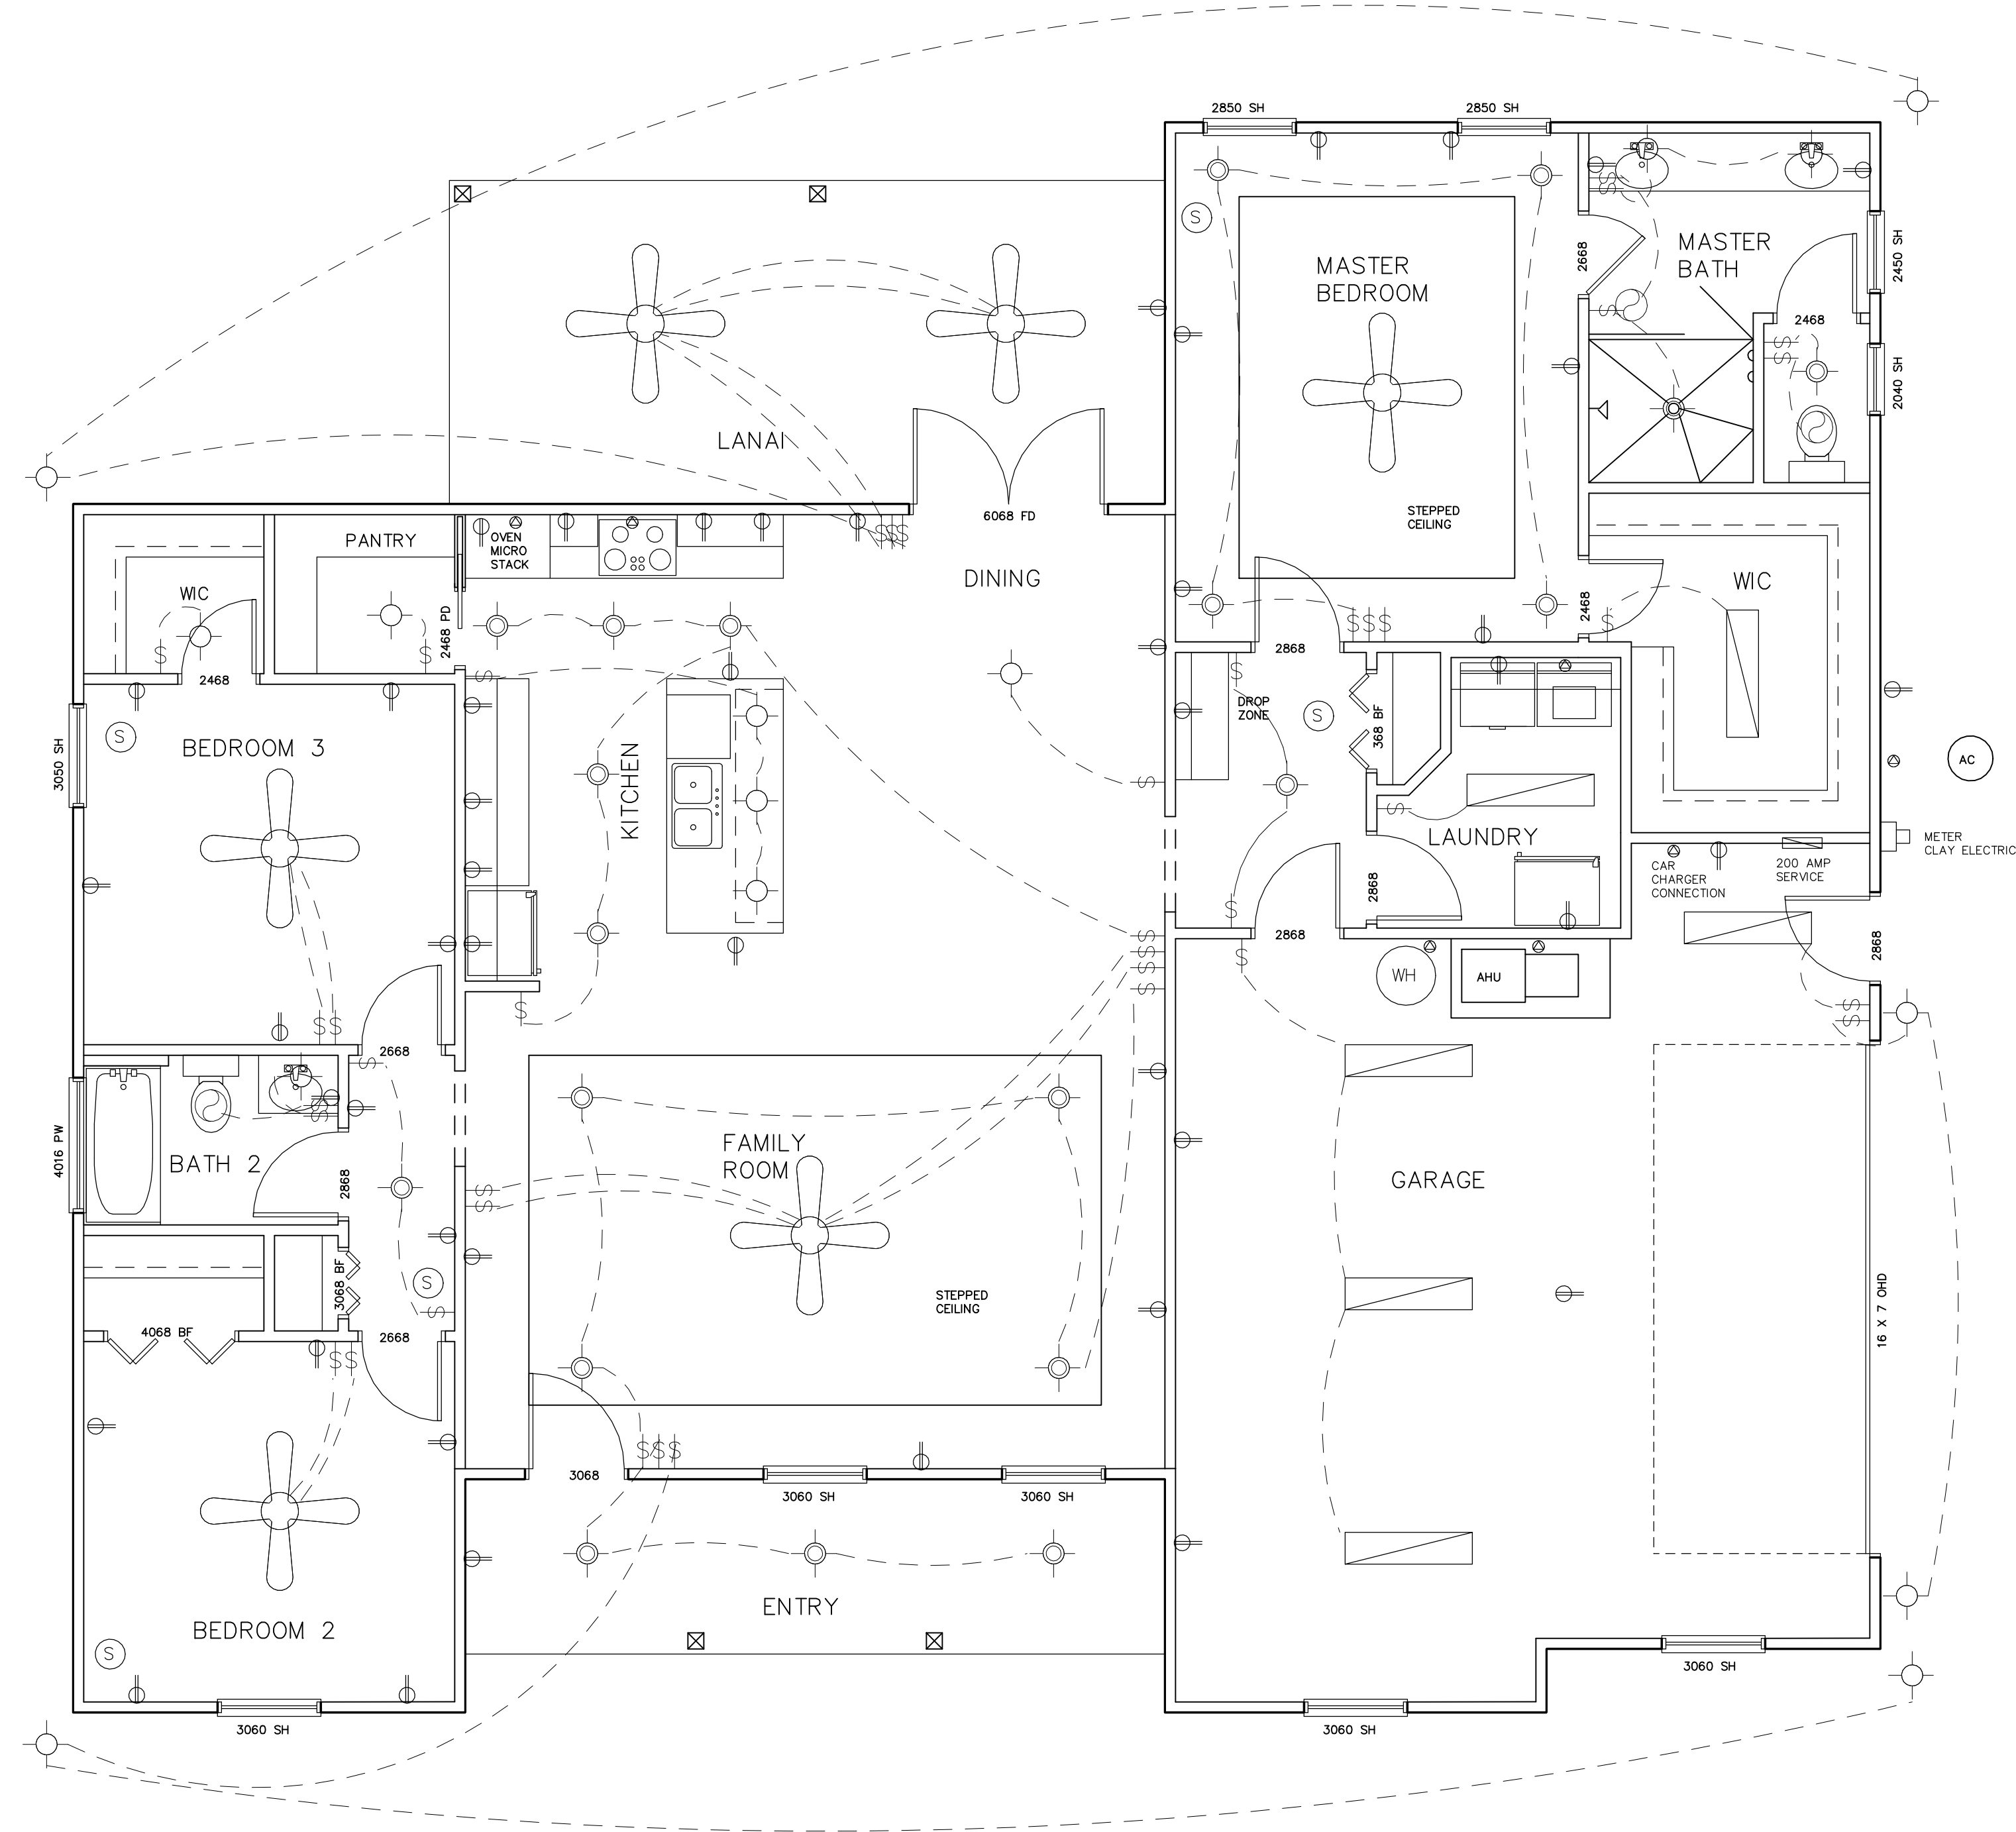 2850 SH
2850 SH
MASTER
BATH
2668
2450 SH
MASTER
BEDROOM
2468
2040 SH
LANAI
STEPPED
CEILING
6068 FD
PANTRY
OVEN
MICRO
STACK
DINING
WIC
WIC
2468 PD
2468
2868
2468
S
DROP
ZONE
S
368 BF
S
BEDROOM 3
3050 SH
KITCHEN
AC
LAUNDRY
METER
CLAY ELECTRIC
CAR
CHARGER
CONNECTION
200 AMP
SERVICE
2868
2868
2868
WH
AHU
2668
4016 PW
BATH 2
2868
FAMILY
ROOM
GARAGE
S
3068 BF
STEPPED
CEILING
16 X 7 OHD
4068 BF
2668
3068
3060 SH
3060 SH
ENTRY
BEDROOM 2
S
3060 SH
3060 SH
3060 SH
$
$
$
$
$
$
$$$
$
$
$$$
$
$
$
$
$
$
$
$
$
$
$
$$
$
$
$
$
$
$
$
$
$$
$$$